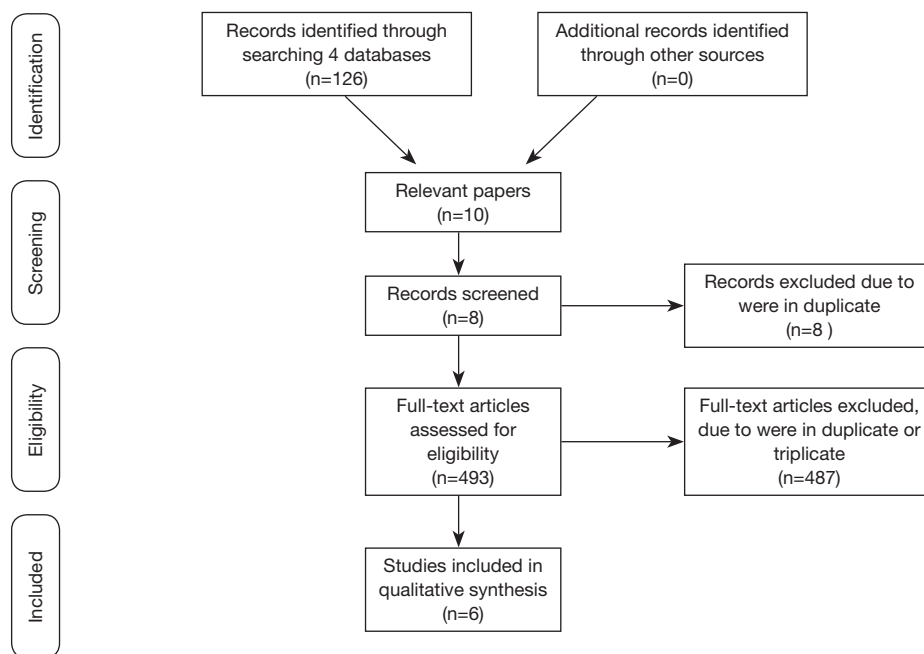 Identification
Records identified through
searching 4 databases
(n=126)
Additional records identified
through other sources
(n=0)
Relevant papers
(n=10)
Screening
Records screened
(n=8)
Records excluded due to
were in duplicate
(n=8 )
Eligibility
Full-text articles
assessed for
eligibility
(n=493)
Full-text articles excluded,
due to were in duplicate or
triplicate
(n=487)
Included
Studies included in
qualitative synthesis
(n=6)